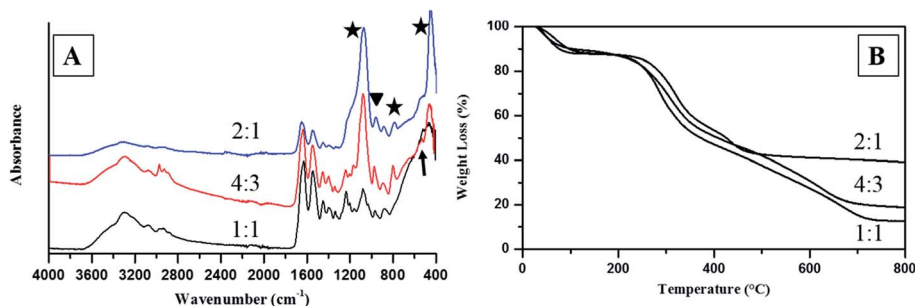 A
2:1
4:3
1:1
Absorbance
4000 3600 3200 2800 2400 2000 1600 1200 800 400
Wavenumber (cm-1)
B
100
80
60
40
20
0
2:1
4:3
1:1
Weight Loss (%)
0 200 400 600 800
Temperature (°C)